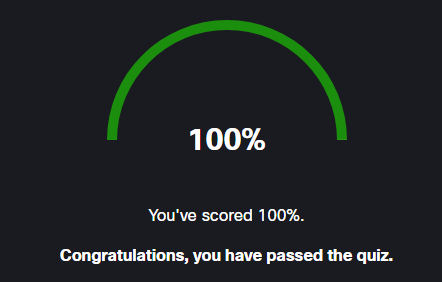 100%
You've scored 100%.
Congratulations, you have passed the quiz.